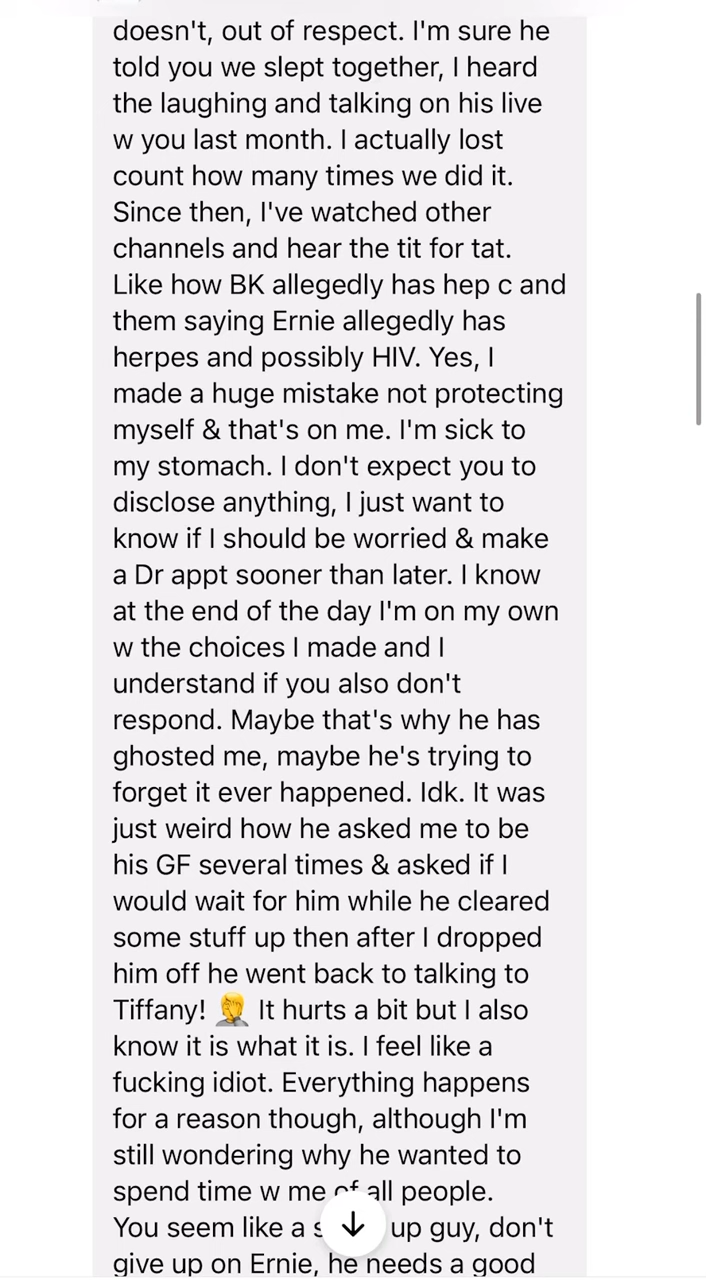 doesn't, out of respect. I'm sure he
told you we slept together, I heard
the laughing and talking on his live
w you last month. I actually lost
count how many times we did it.
Since then, I've watched other
channels and hear the tit for tat.
Like how BK allegedly has hep c and
them saying Ernie allegedly has
herpes and possibly HIV. Yes, I
made a huge mistake not protecting
myself & that's on me. I'm sick to
my stomach. I don't expect you to
disclose anything, I just want to
know if I should be worried & make
a Dr appt sooner than later. I know
at the end of the day I'm on my own
w the choices I made and I
understand if you also don't
respond. Maybe that's why he has
ghosted me, maybe he's trying to
forget it ever happened. Idk. It was
just weird how he asked me to be
his GF several times & asked if I
would wait for him while he cleared
some stuff up then after I dropped
him off he went back to talking to
Tiffany! 🤦 It hurts a bit but I also
know it is what it is. I feel like a
fucking idiot. Everything happens
for a reason though, although I'm
still wondering why he wanted to
spend time w me of all people.
You seem like a up guy, don't
give up on Ernie, he needs a good